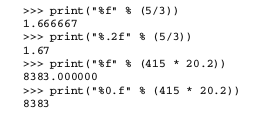 >>> print("%f" % (5/3))
1.666667
>>> print("%.2f" % (5/3))
1.67
>>> print("%f" % (415 * 20.2))
8383.000000
>>> print("%0.f" % (415 * 20.2))
8383